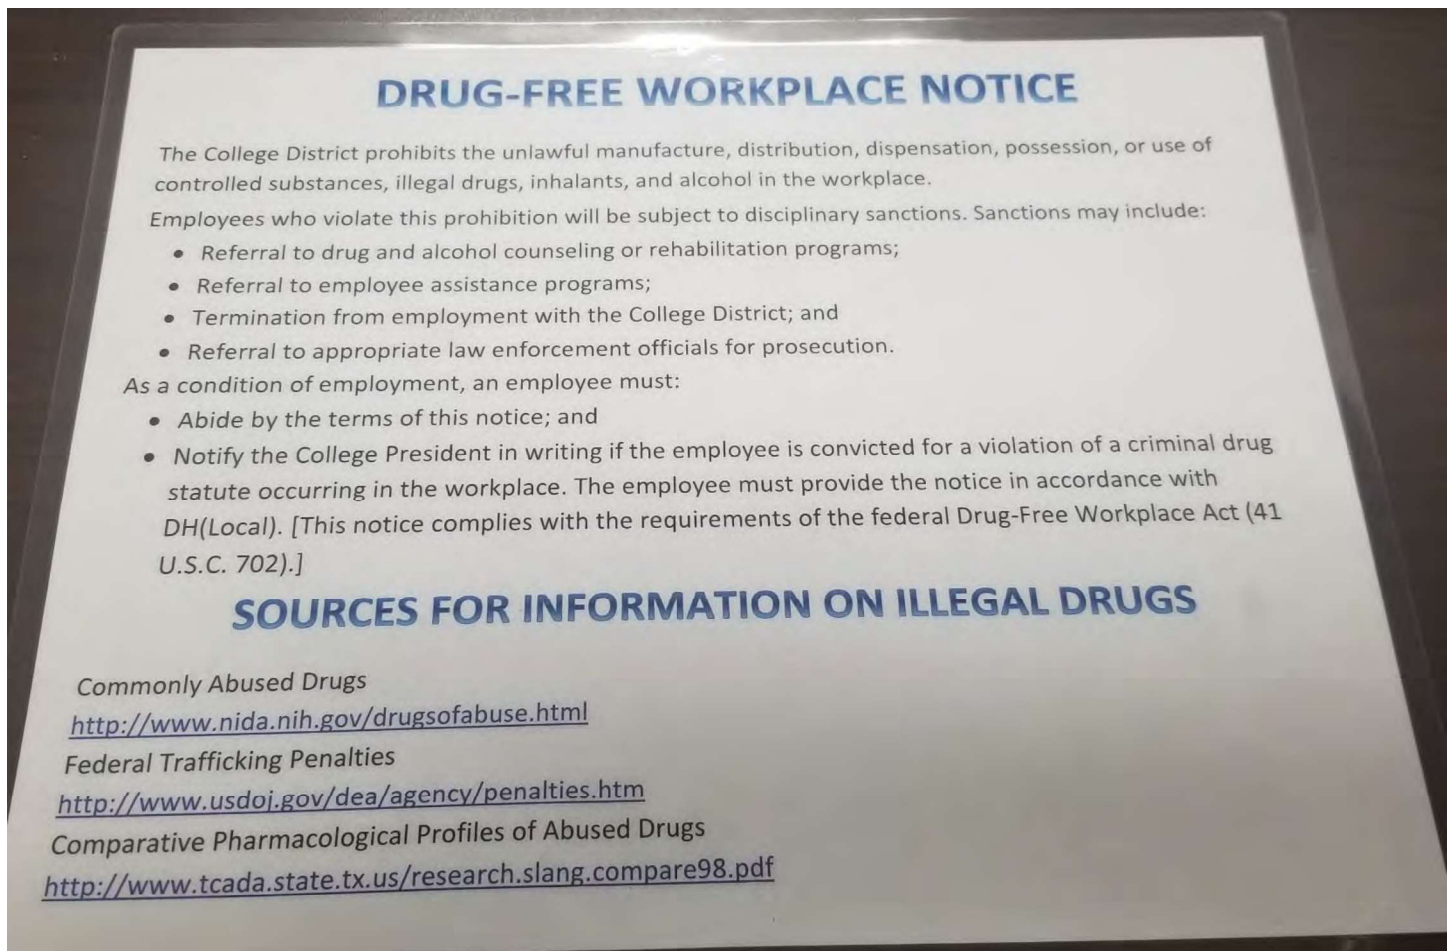 DRUG-FREE WORKPLACE NOTICE
The College District prohibits the unlawful manufacture, distribution, dispensation, possession, or use of
controlled substances, illegal drugs, inhalants, and alcohol in the workplace.
Employees who violate this prohibition will be subject to disciplinary sanctions. Sanctions may include:
• Referral to drug and alcohol counseling or rehabilitation programs;
• Referral to employee assistance programs;
• Termination from employment with the College District; and
• Referral to appropriate law enforcement officials for prosecution.
As a condition of employment, an employee must:
• Abide by the terms of this notice; and
• Notify the College President in writing if the employee is convicted for a violation of a criminal drug
statute occurring in the workplace. The employee must provide the notice in accordance with
DH(Local). [This notice complies with the requirements of the federal Drug-Free Workplace Act (41
U.S.C. 702).]
SOURCES FOR INFORMATION ON ILLEGAL DRUGS
Commonly Abused Drugs
http://www.nida.nih.gov/drugsofabuse.html
Federal Trafficking Penalties
http://www.usdoj.gov/dea/agency/penalties.htm
Comparative Pharmacological Profiles of Abused Drugs
http://www.tcada.state.tx.us/research.slang.compare98.pdf